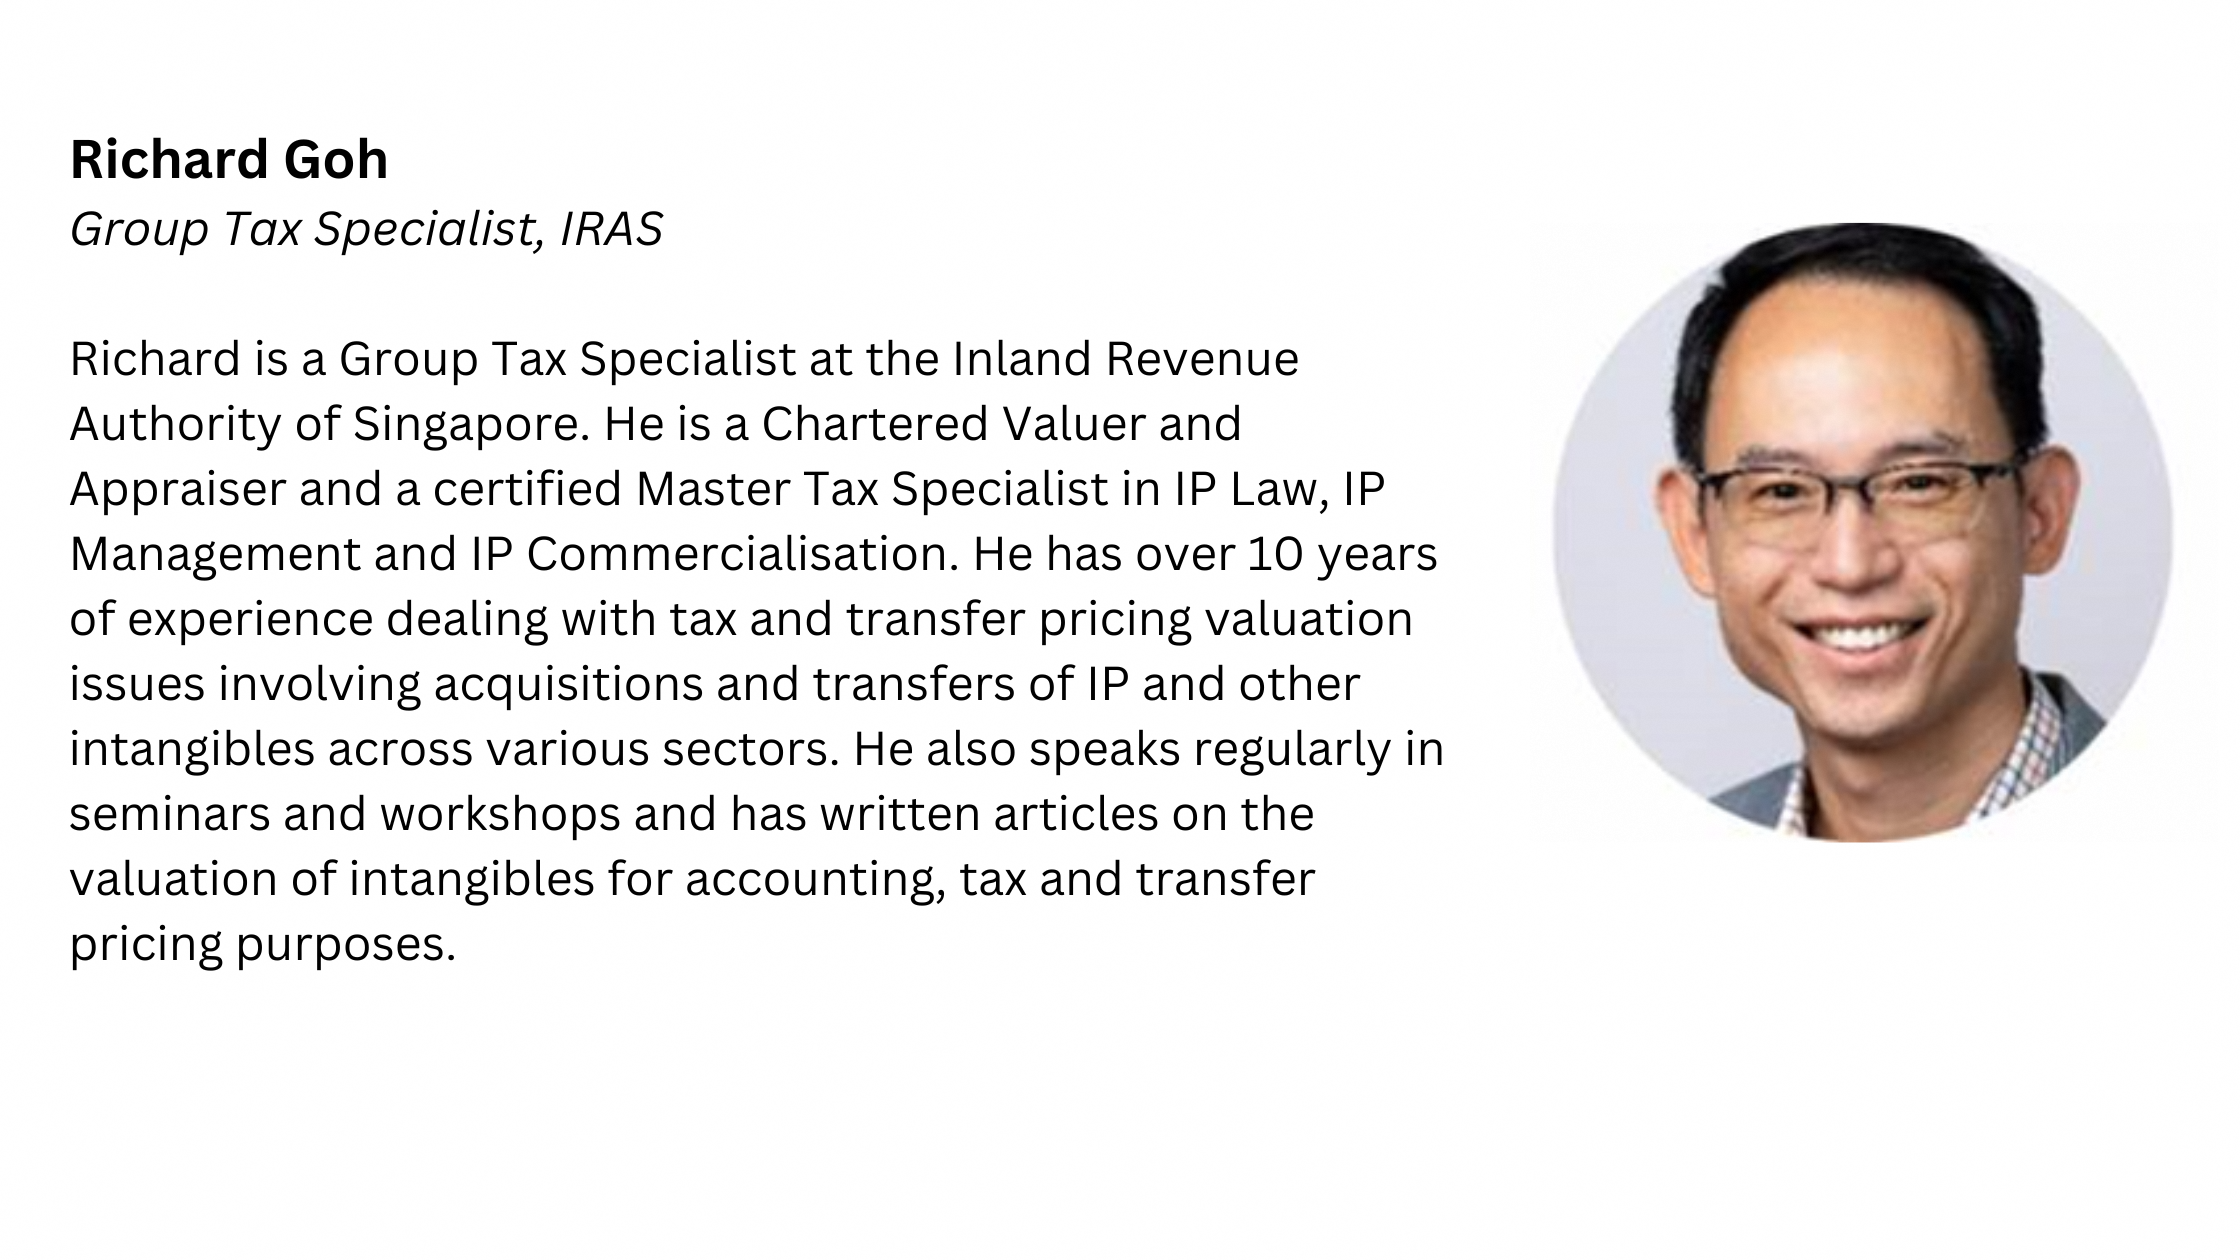 Richard Goh
Group Tax Specialist, IRAS
Richard is a Group Tax Specialist at the Inland Revenue
Authority of Singapore. He is a Chartered Valuer and
Appraiser and a certified Master Tax Specialist in IP Law, IP
Management and IP Commercialisation. He has over 10 years
of experience dealing with tax and transfer pricing valuation
issues involving acquisitions and transfers of IP and other
intangibles across various sectors. He also speaks regularly in
seminars and workshops and has written articles on the
valuation of intangibles for accounting, tax and transfer
pricing purposes.